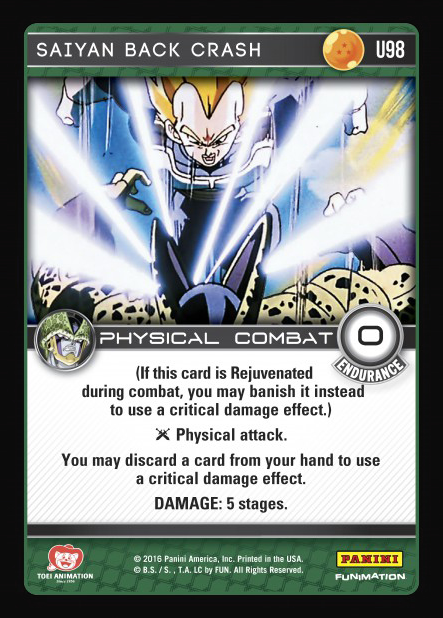 SAIYAN BACK CRASH
U98
PHYSICAL COMBAT
0
ENDURANCE
(If this card is Rejuvenated
during combat, you may banish it instead
to use a critical damage effect.)
Physical attack.
You may discard a card from your hand to use
a critical damage effect.
DAMAGE: 5 stages.
TOEI ANIMATION
Since 1956
© 2016 Panini America, Inc. Printed in the USA.
© B.S. / S. , T.A. LC by FUN. All Rights Reserved.
PANINI
FUNIMATION